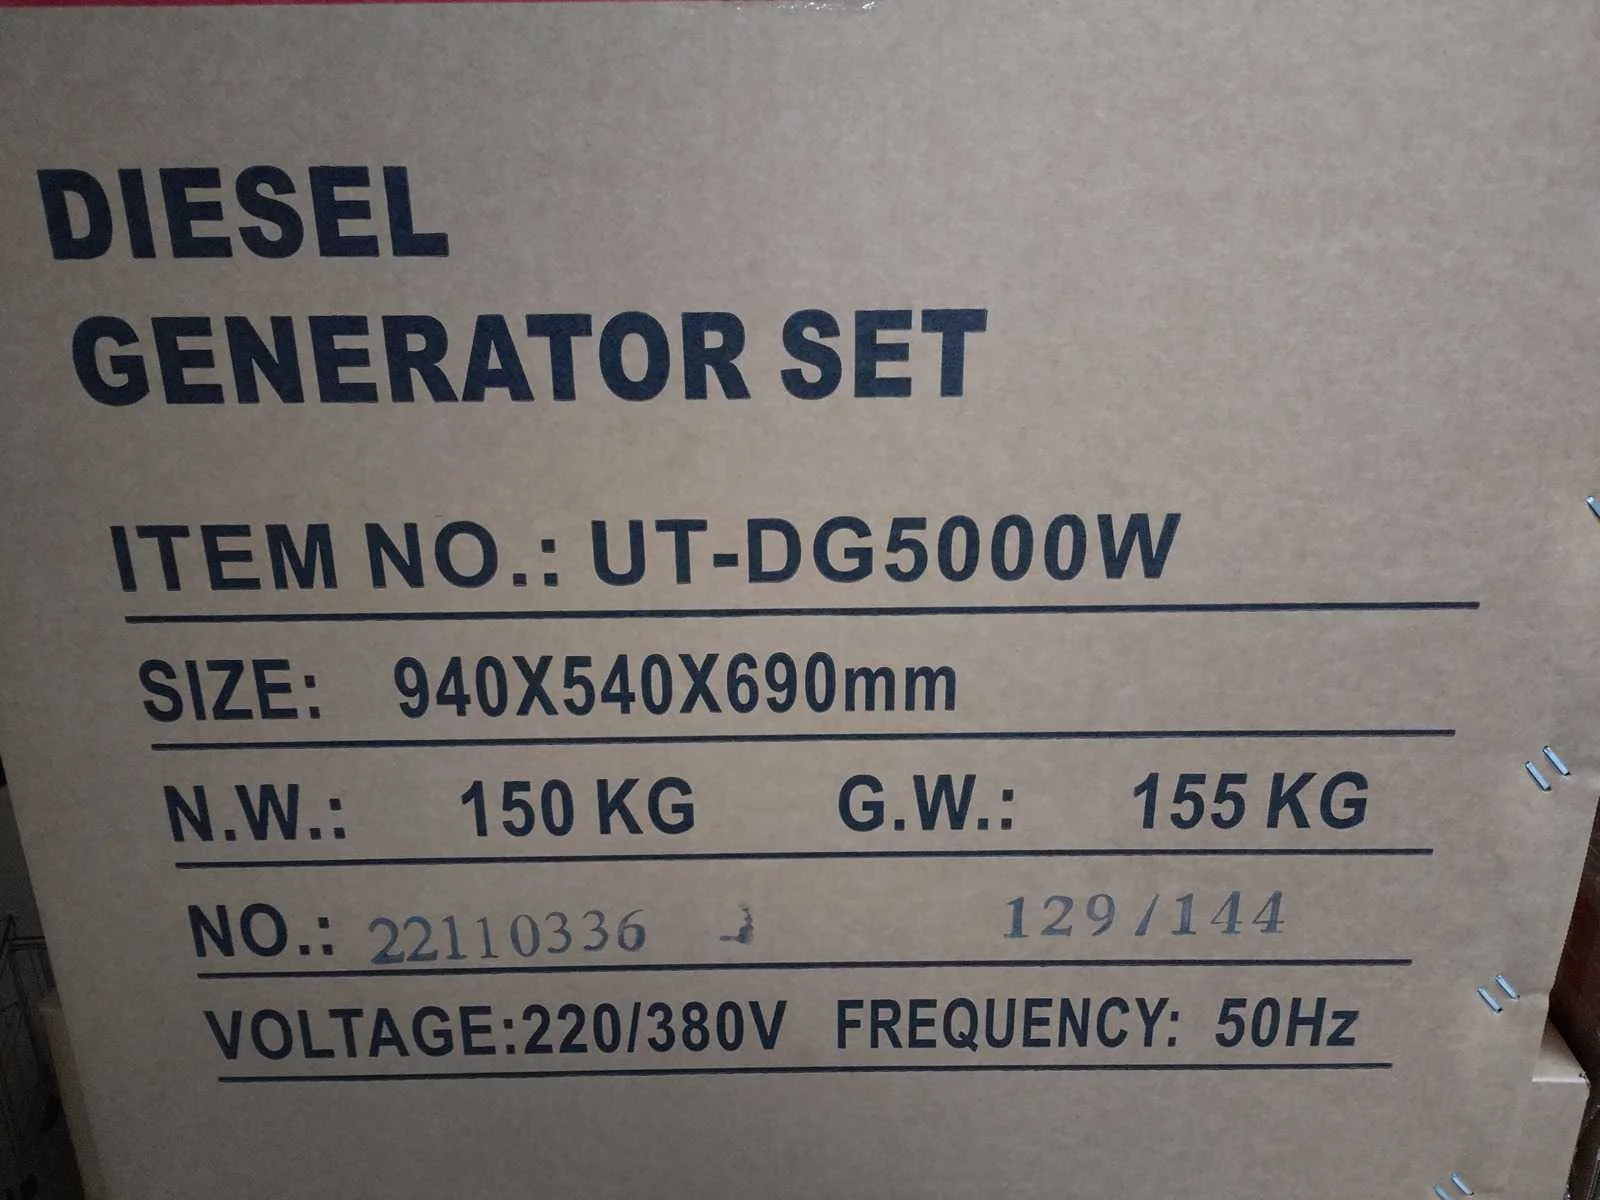 DIESEL
GENERATOR SET
ITEM NO.: UT-DG5000W
SIZE: 940X540X690mm
N.W.: 150 KG G.W.: 155 KG
NO.: 22110336 129/144
VOLTAGE:220/380V FREQUENCY: 50Hz